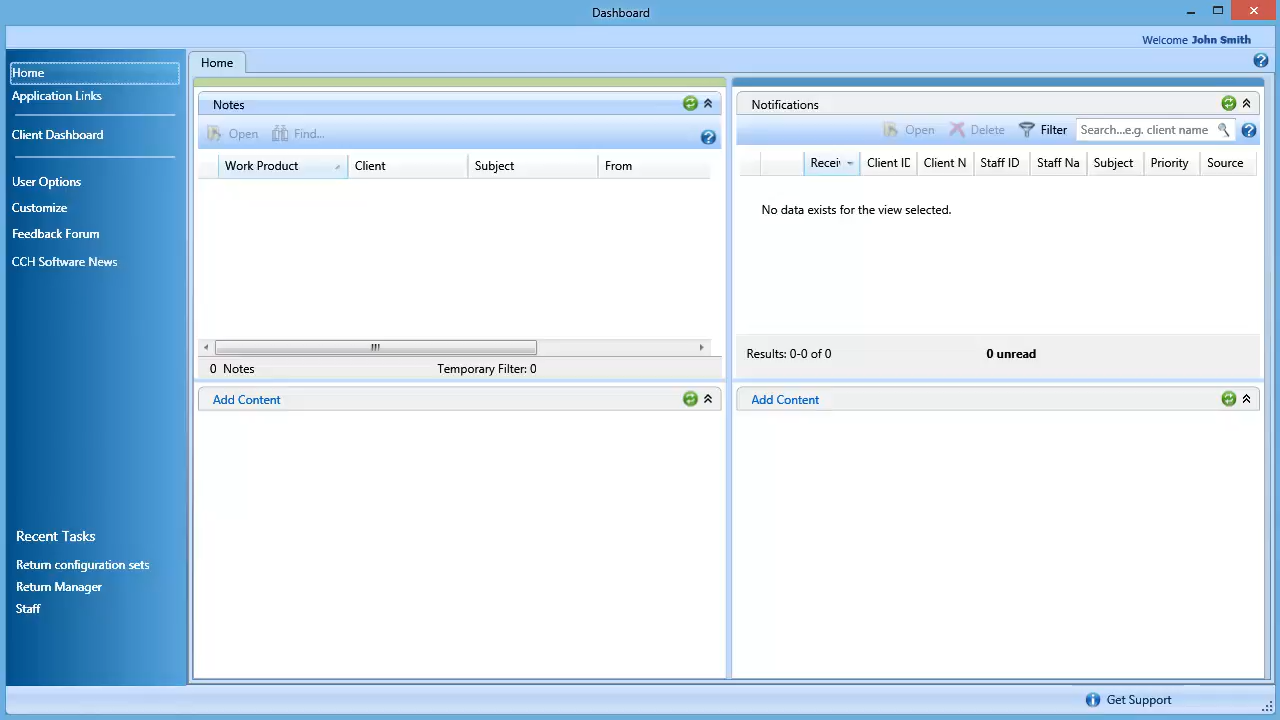 Dashboard
Welcome John Smith
Home
Application Links
Client Dashboard
User Options
Customize
Feedback Forum
CCH Software News
Recent Tasks
Return configuration sets
Return Manager
Staff
Home
Notes
Open Find...
Work Product Client Subject From
0 Notes Temporary Filter: 0
Add Content
Notifications
Open Delete Filter Search...e.g. client name
Recei Client ID Client N Staff ID Staff Na Subject Priority Source
No data exists for the view selected.
Results: 0-0 of 0 0 unread
Add Content
Get Support